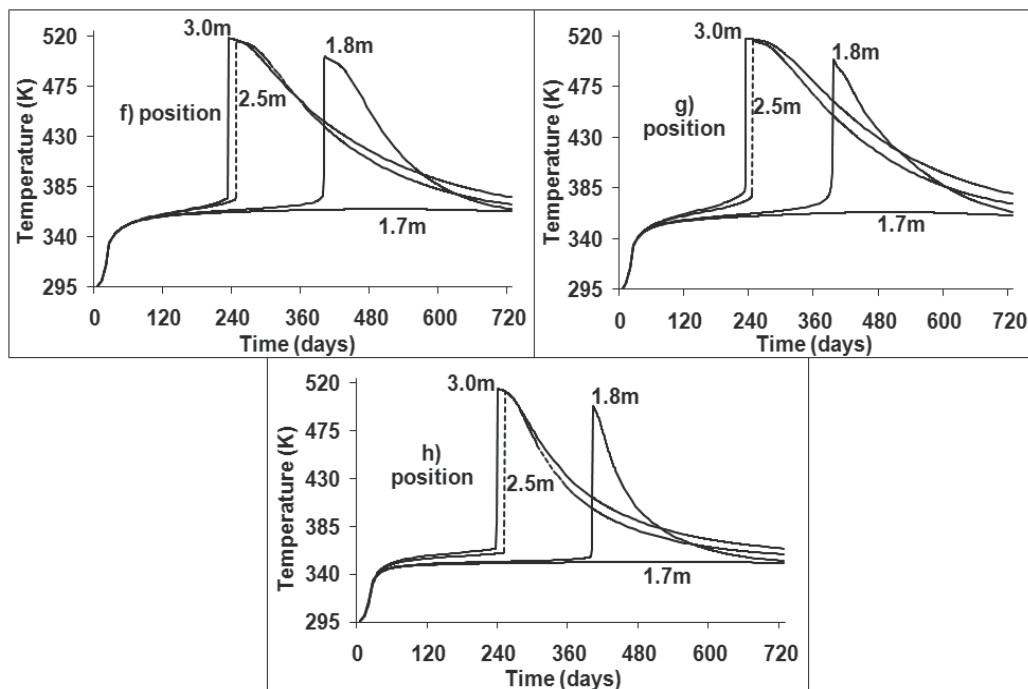 520
475
430
385
340
295
Temperature (K)
3.0m
1.8m
2.5m
f) position
1.7m
0 120 240 360 480 600 720
Time (days)
520
475
430
385
340
295
Temperature (K)
3.0m
1.8m
2.5m
g)
position
1.7m
0 120 240 360 480 600 720
Time (days)
520
475
430
385
340
295
Temperature (K)
3.0m
1.8m
h)
position
2.5m
1.7m
0 120 240 360 480 600 720
Time (days)